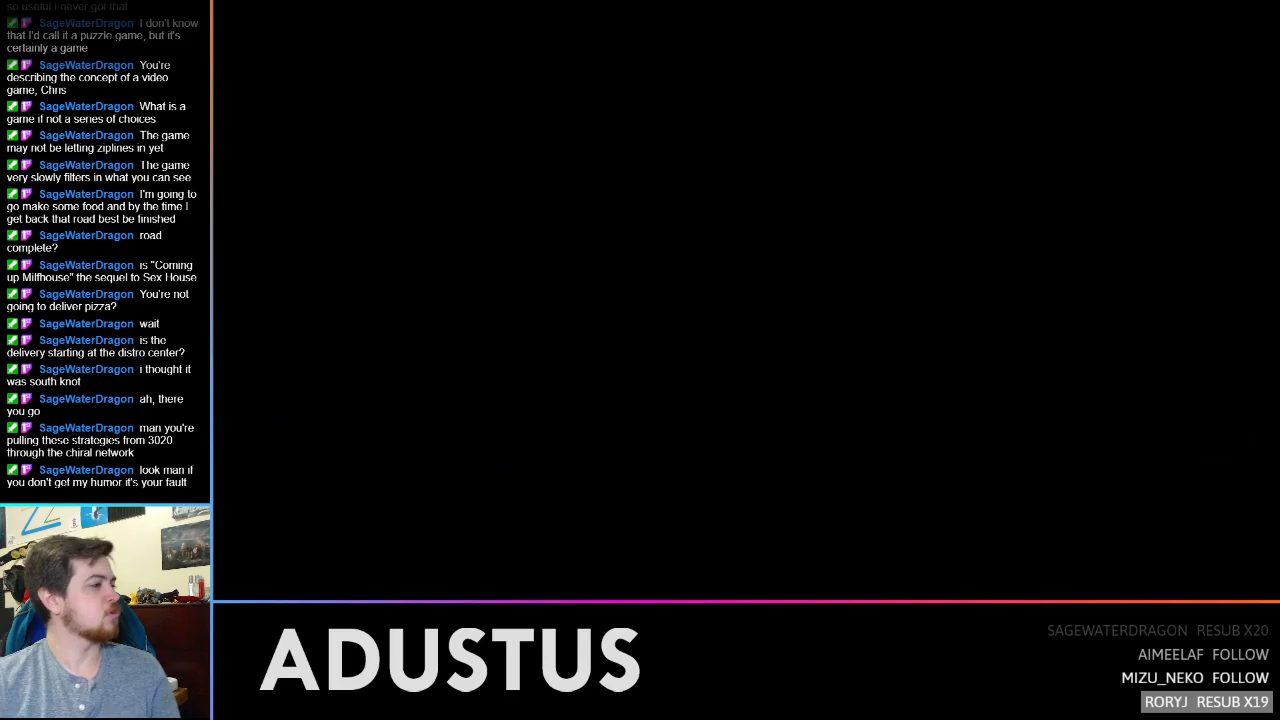 so useful i never got that
SageWaterDragon I don't know
that I'd call it a puzzle game, but it's
certainly a game
SageWaterDragon You're
describing the concept of a video
game, Chris
SageWaterDragon What is a
game if not a series of choices
SageWaterDragon The game
may not be letting ziplines in yet
SageWaterDragon The game
very slowly filters in what you can see
SageWaterDragon I'm going to
go make some food and by the time I
get back that road best be finished
SageWaterDragon road
complete?
SageWaterDragon is "Coming
up Milfhouse" the sequel to Sex House
SageWaterDragon You're not
going to deliver pizza?
SageWaterDragon wait
SageWaterDragon is the
delivery starting at the distro center?
SageWaterDragon i thought it
was south knot
SageWaterDragon ah, there
you go
SageWaterDragon man you're
pulling these strategies from 3020
through the chiral network
SageWaterDragon look man if
you don't get my humor it's your fault
ADUSTUS
SAGEWATERDRAGON RESUB X20
AIMEELAF FOLLOW
MIZU_NEKO FOLLOW
RORYJ RESUB X19